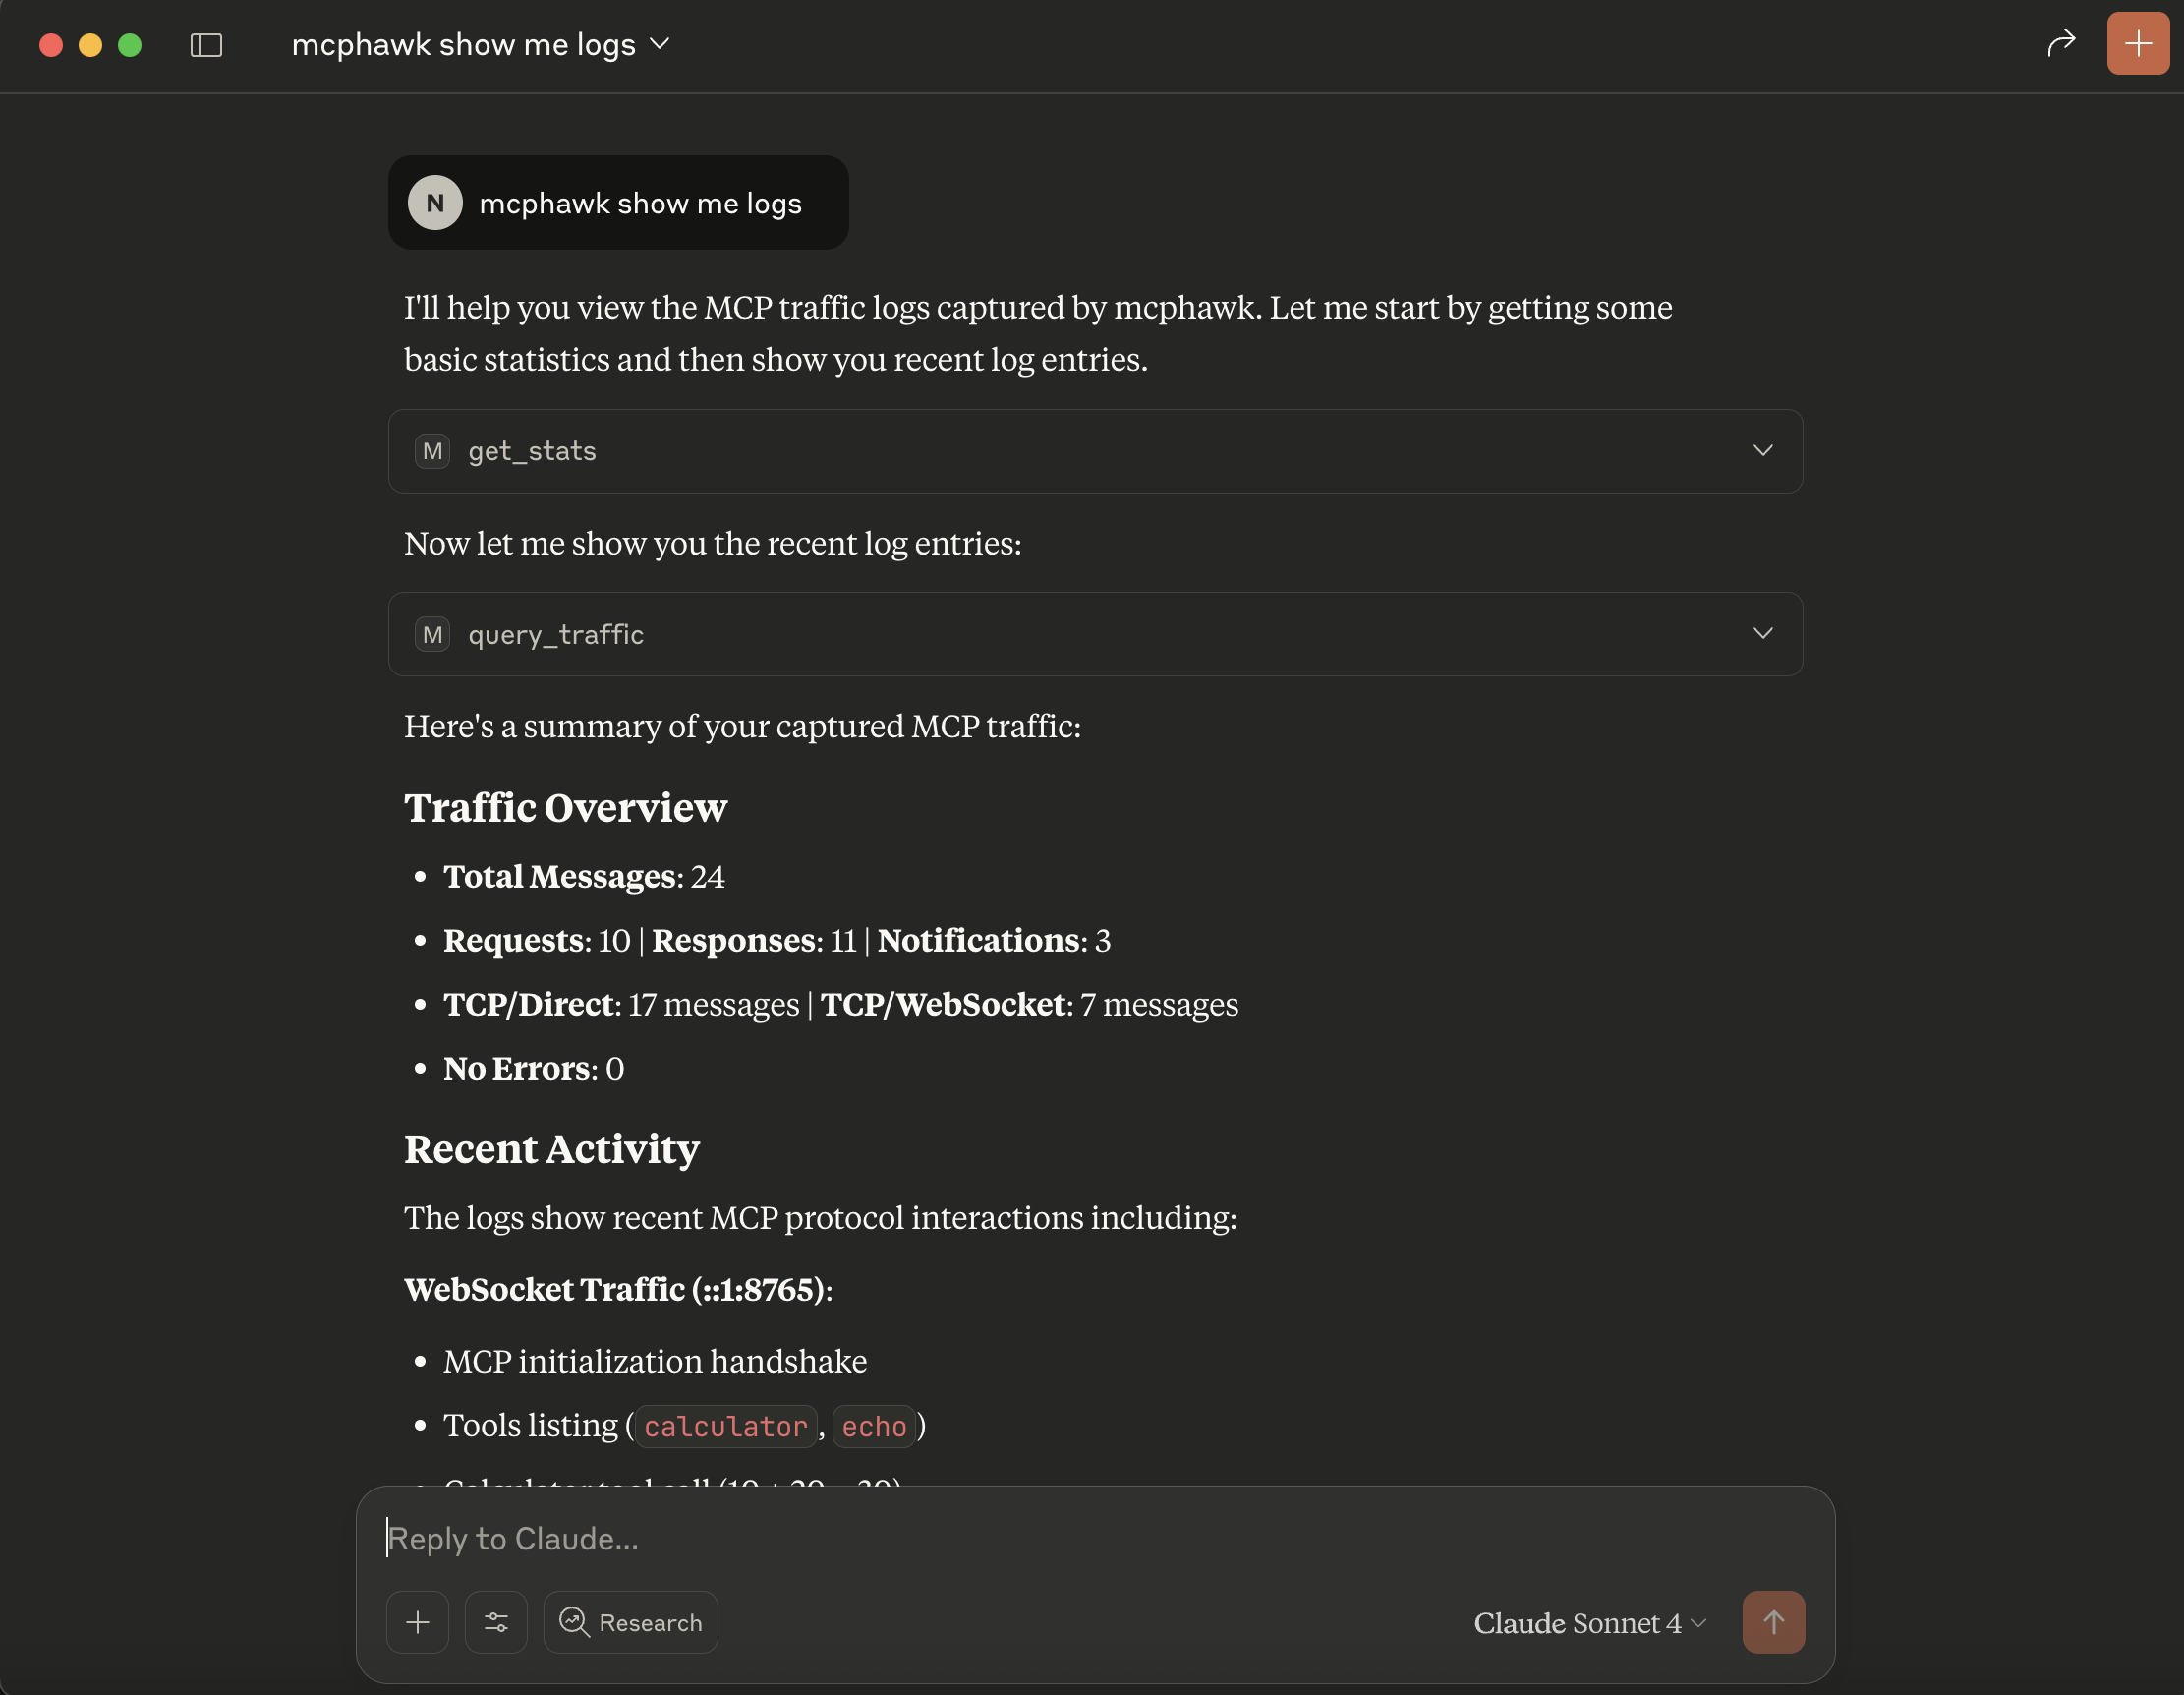 mcphawk show me logs
N mcphawk show me logs
I'll help you view the MCP traffic logs captured by mcphawk. Let me start by getting some
basic statistics and then show you recent log entries.
M get_stats
Now let me show you the recent log entries:
M query_traffic
Here's a summary of your captured MCP traffic:
Traffic Overview
• Total Messages: 24
• Requests: 10 | Responses: 11 | Notifications: 3
• TCP/Direct: 17 messages | TCP/WebSocket: 7 messages
• No Errors: 0
Recent Activity
The logs show recent MCP protocol interactions including:
WebSocket Traffic (::1:8765):
• MCP initialization handshake
• Tools listing (calculator, echo)
• Calculator tool call (10 + 20
Reply to Claude...
Research
Claude Sonnet 4